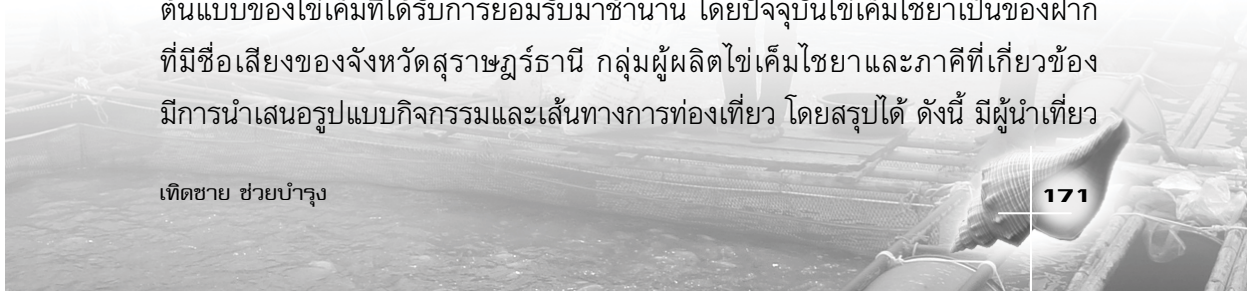 ต้นแบบของไข่เค็มที่ได้รับการยอมรับมาช้านาน โดยปัจจุบันไข่เค็มไชยาเป็นของฝาก
ที่มีชื่อเสียงของจังหวัดสุราษฎร์ธานี กลุ่มผู้ผลิตไข่เค็มไชยาและภาคีที่เกี่ยวข้อง
มีการนำเสนอรูปแบบกิจกรรมและเส้นทางการท่องเที่ยว โดยสรุปได้ ดังนี้ มีผู้นำเที่ยว
เทิดชาย ช่วยบำรุง
171